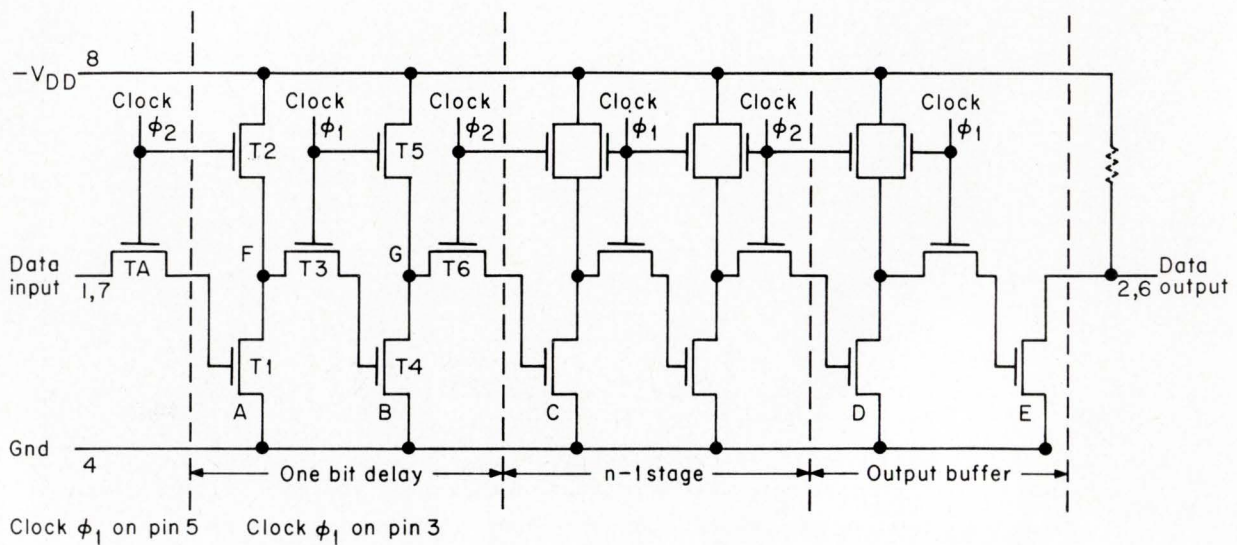 -V_DD 8
Clock φ₂
Clock φ₁
Clock φ₂
Clock φ₁
Clock φ₂
Clock φ₁
T2
T5
F
G
Data input
1,7
TA
T3
T6
2,6
Data output
T1
T4
A
B
C
D
E
Gnd
4
One bit delay
n-1 stage
Output buffer
Clock φ₁ on pin 5 Clock φ₁ on pin 3